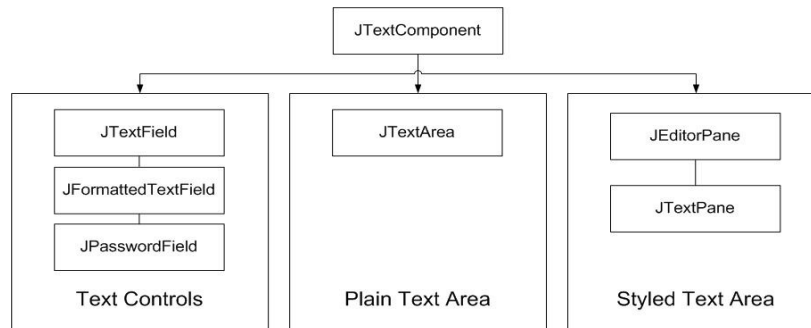 JTextComponent
JTextField
JFormattedTextField
JPasswordField
Text Controls
JTextArea
Plain Text Area
JEditorPane
JTextPane
Styled Text Area